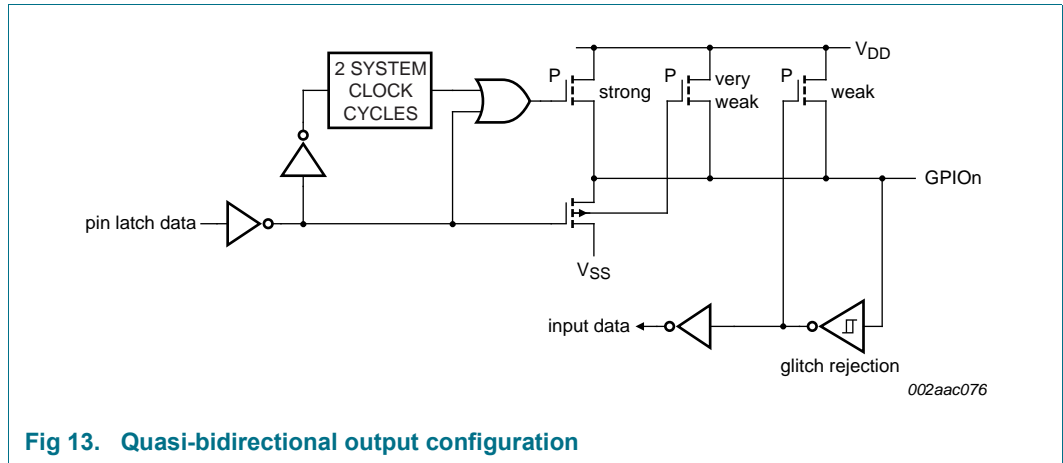 2 SYSTEM
CLOCK
CYCLES
P
strong
P
very
weak
P
weak
VDD
GPIOn
pin latch data
VSS
input data
glitch rejection
002aac076
Fig 13. Quasi-bidirectional output configuration